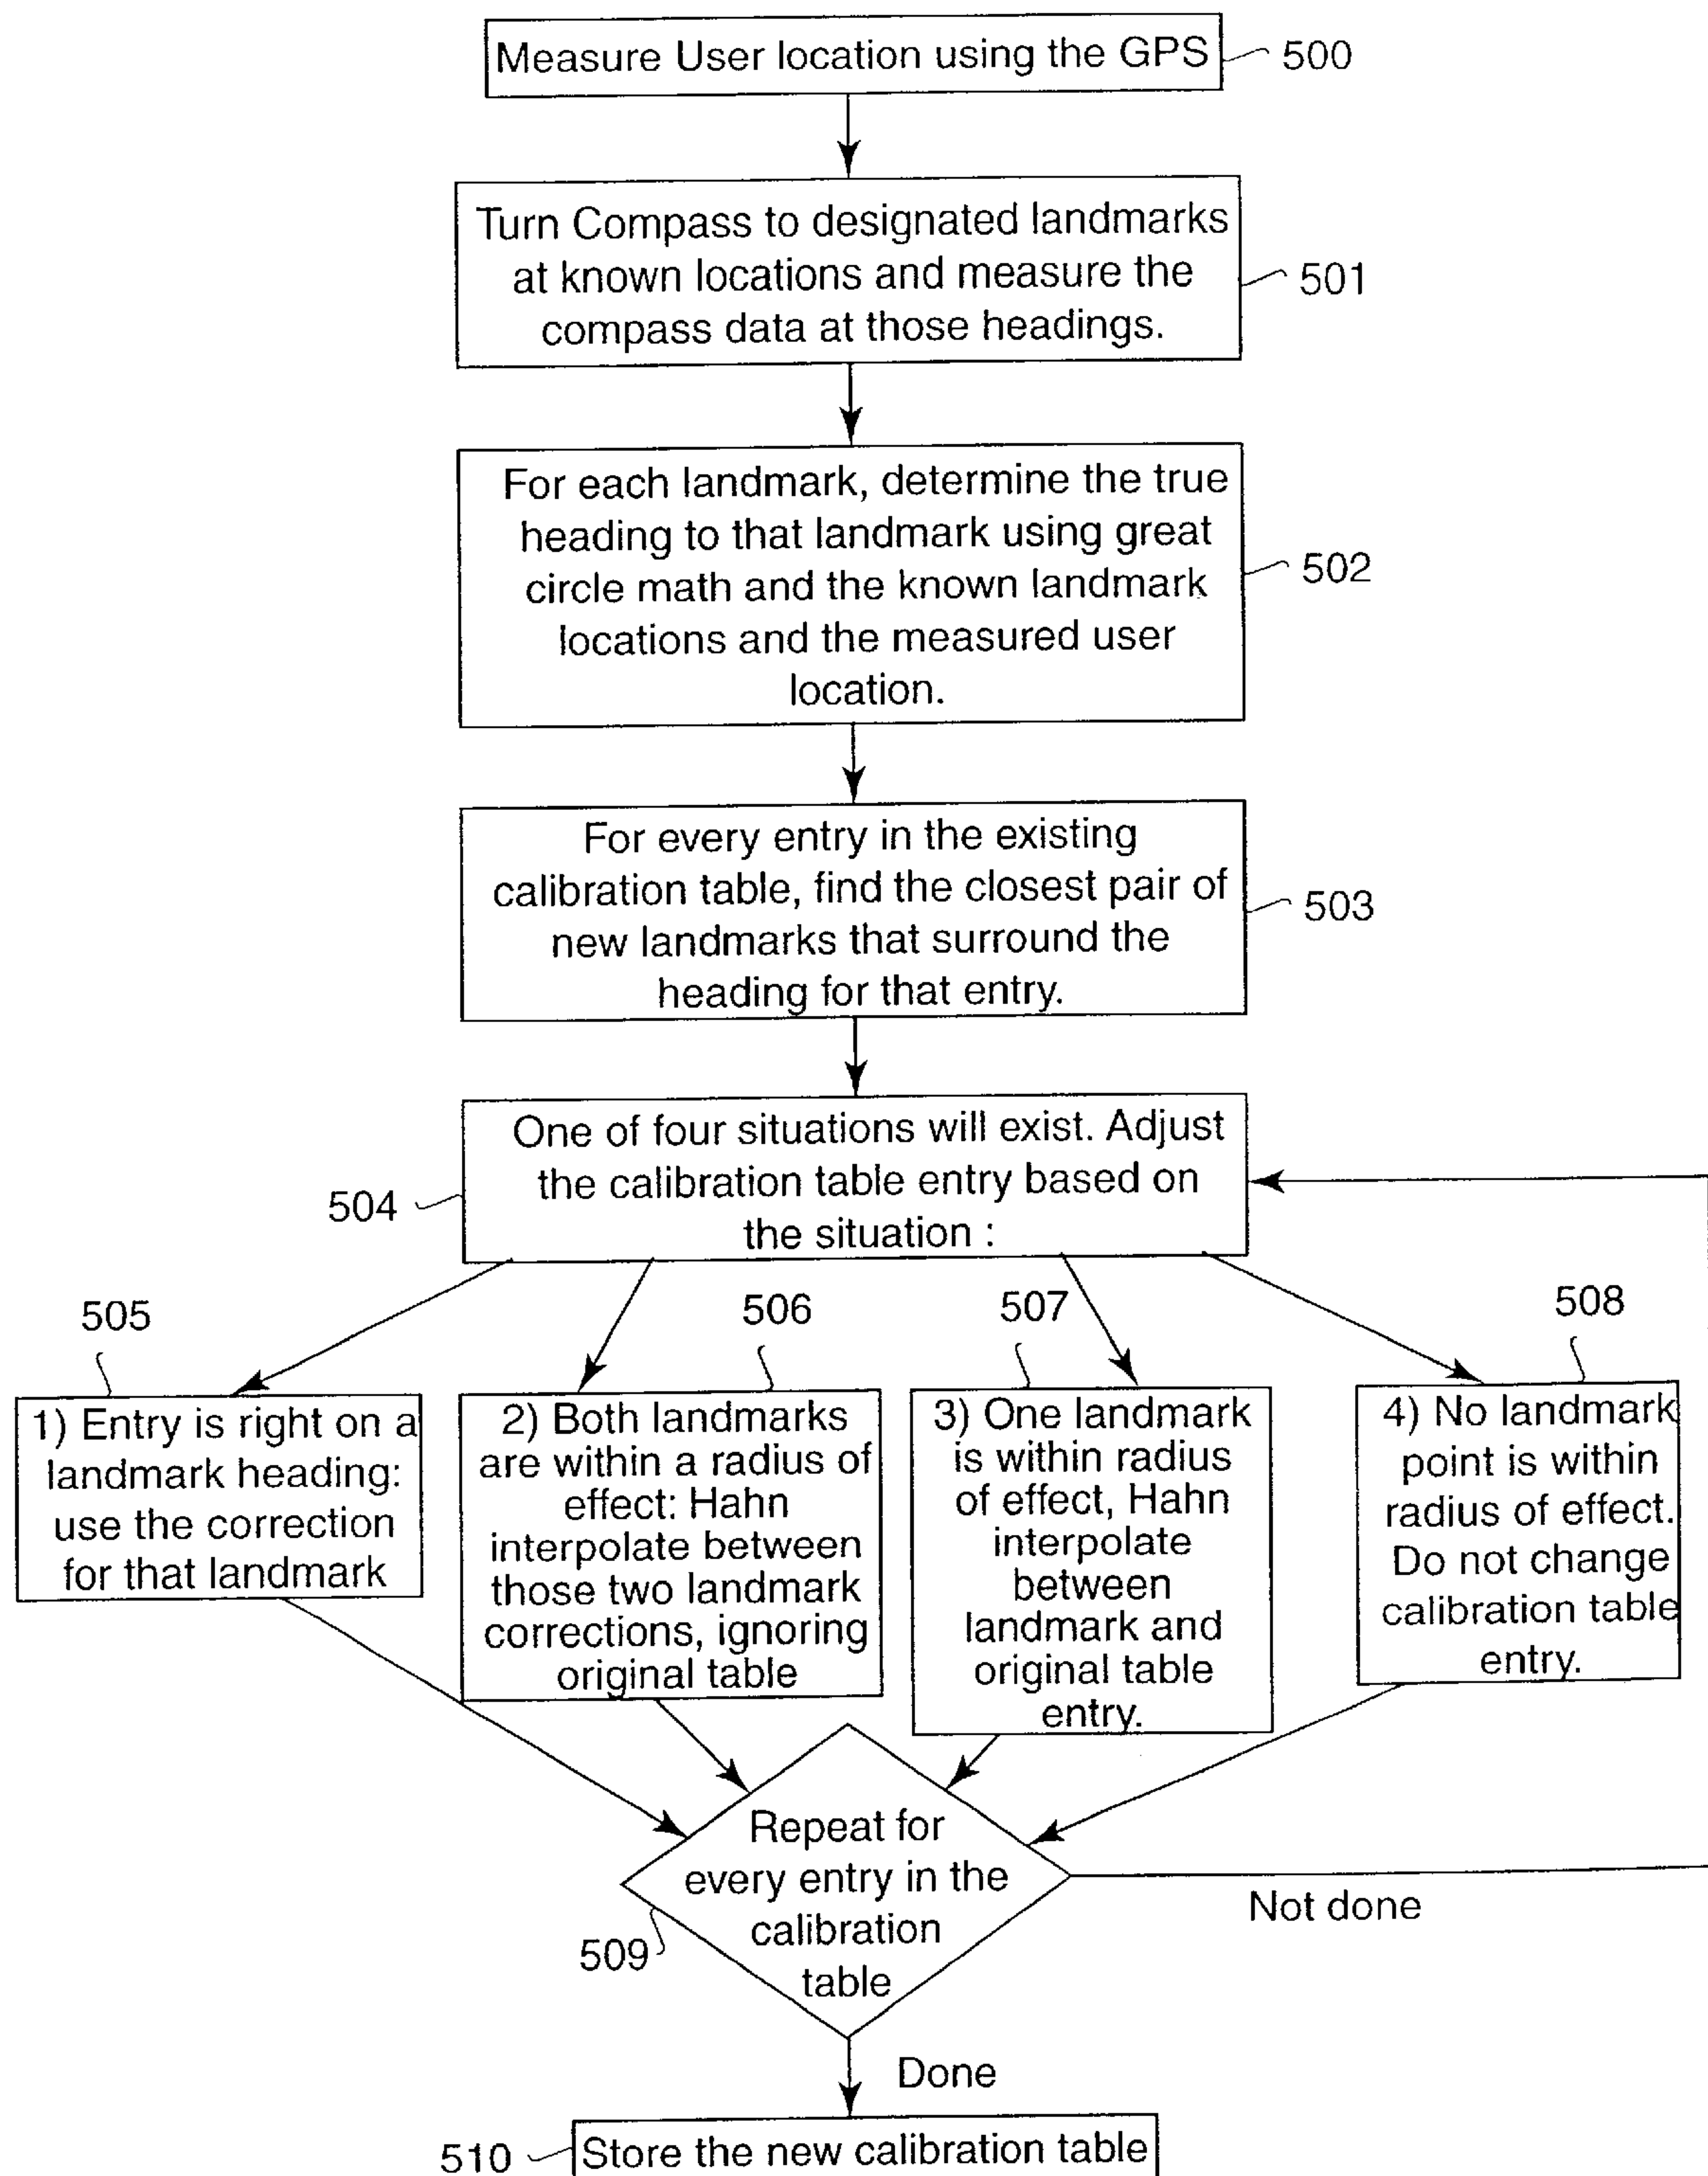 Measure User location using the GPS
500
Turn Compass to designated landmarks
at known locations and measure the
compass data at those headings.
501
For each landmark, determine the true
heading to that landmark using great
circle math and the known landmark
locations and the measured user
location.
502
For every entry in the existing
calibration table, find the closest pair of
new landmarks that surround the
heading for that entry.
503
One of four situations will exist. Adjust
the calibration table entry based on
the situation :
504
505
1) Entry is right on a
landmark heading:
use the correction
for that landmark
506
2) Both landmarks
are within a radius of
effect: Hahn
interpolate between
those two landmark
corrections, ignoring
original table
507
3) One landmark
is within radius
of effect, Hahn
interpolate
between
landmark and
original table
entry.
508
4) No landmark
point is within
radius of effect.
Do not change
calibration table
entry.
Repeat for
every entry in the
calibration
table
509
Not done
Done
510
Store the new calibration table